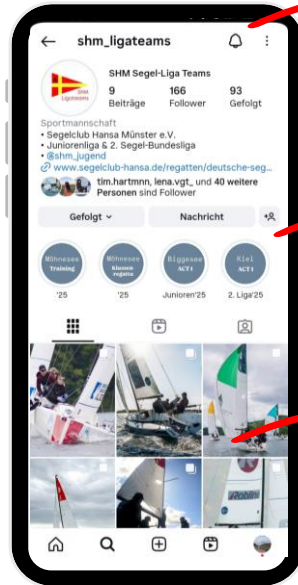 shm_ligateams
SHM
Ligateams
SHM Segel-Liga Teams
9 166 93
Beiträge Follower Gefolgt
Sportmannschaft
• Segelclub Hansa Münster e.V.
• Juniorenliga & 2. Segel-Bundesliga
• @shm_jugend
www.segelclub-hansa.de/regatten/deutsche-seg...
tim.hartmnn, lena.vgt_ und 40 weitere
Personen sind Follower
Gefolgt Nachricht
Möhnesee Training
Möhnesee Klassen regatta
Biggesee ACT 1
Kiel ACT 1
'25 '25 Junioren'25 2. Liga'25
Robline